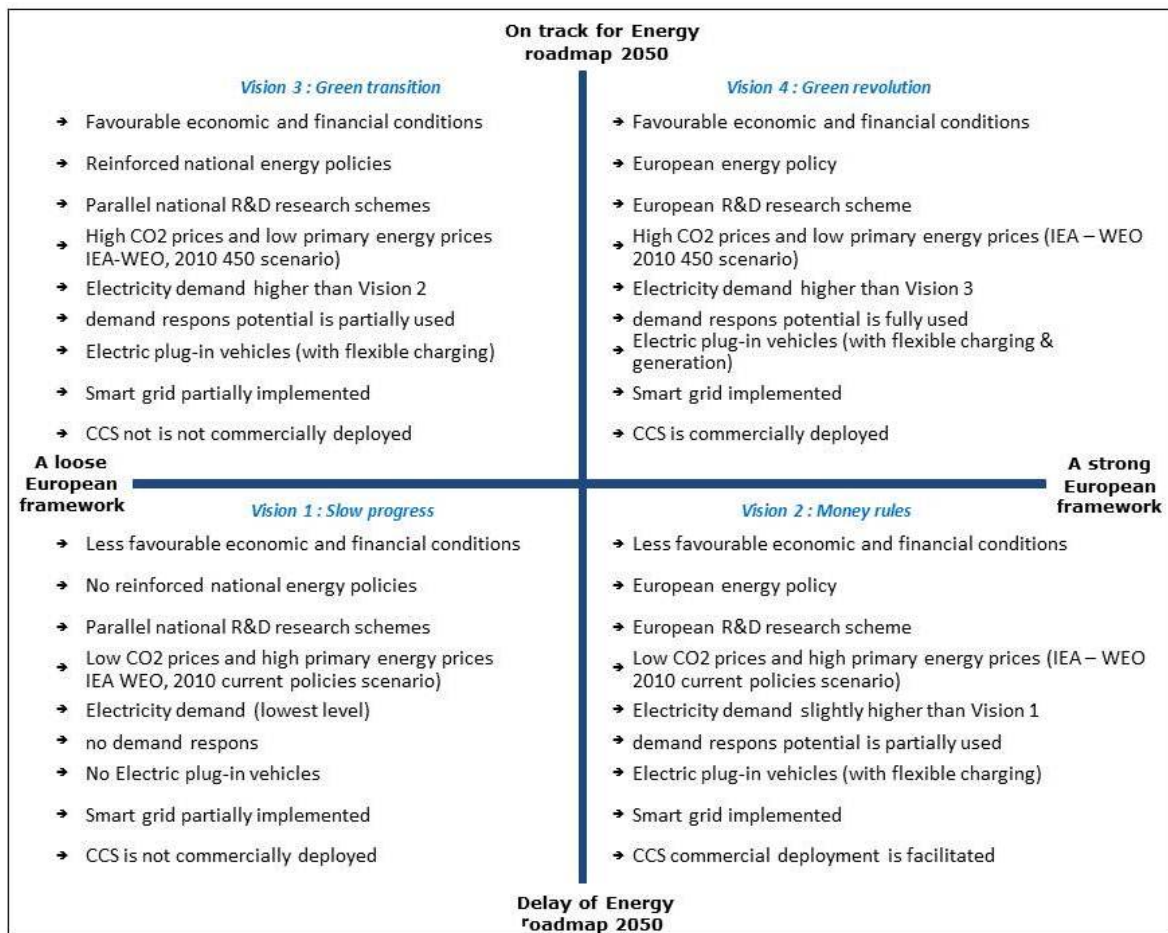 On track for Energy
roadmap 2050
Vision 3 : Green transition
➔ Favourable economic and financial conditions
➔ Reinforced national energy policies
➔ Parallel national R&D research schemes
➔ High CO2 prices and low primary energy prices
IEA-WEO, 2010 450 scenario)
➔ Electricity demand higher than Vision 2
➔ demand respons potential is partially used
➔ Electric plug-in vehicles (with flexible charging)
➔ Smart grid partially implemented
➔ CCS not is not commercially deployed
Vision 4 : Green revolution
➔ Favourable economic and financial conditions
➔ European energy policy
➔ European R&D research scheme
➔ High CO2 prices and low primary energy prices (IEA – WEO
2010 450 scenario)
➔ Electricity demand higher than Vision 3
➔ demand respons potential is fully used
➔ Electric plug-in vehicles (with flexible charging &
generation)
➔ Smart grid implemented
➔ CCS is commercially deployed
A loose
European
framework
A strong
European
framework
Vision 1 : Slow progress
➔ Less favourable economic and financial conditions
➔ No reinforced national energy policies
➔ Parallel national R&D research schemes
➔ Low CO2 prices and high primary energy prices
IEA WEO, 2010 current policies scenario)
➔ Electricity demand (lowest level)
➔ no demand respons
➔ No Electric plug-in vehicles
➔ Smart grid partially implemented
➔ CCS is not commercially deployed
Vision 2 : Money rules
➔ Less favourable economic and financial conditions
➔ European energy policy
➔ European R&D research scheme
➔ Low CO2 prices and high primary energy prices (IEA – WEO
2010 current policies scenario)
➔ Electricity demand slightly higher than Vision 1
➔ demand respons potential is partially used
➔ Electric plug-in vehicles (with flexible charging)
➔ Smart grid implemented
➔ CCS commercial deployment is facilitated
Delay of Energy
roadmap 2050